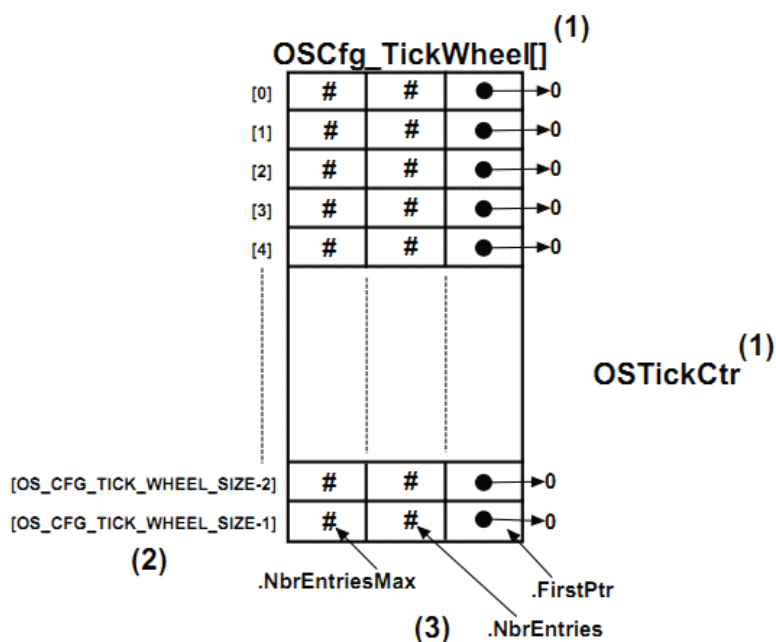 (1)
OSCfg_TickWheel[]
[0] # # 0
[1] # # 0
[2] # # 0
[3] # # 0
[4] # # 0
(1)
OSTickCtr
[OS_CFG_TICK_WHEEL_SIZE-2] # # 0
[OS_CFG_TICK_WHEEL_SIZE-1] # # 0
(2)
.NbrEntriesMax
.FirstPtr
(3)
.NbrEntries